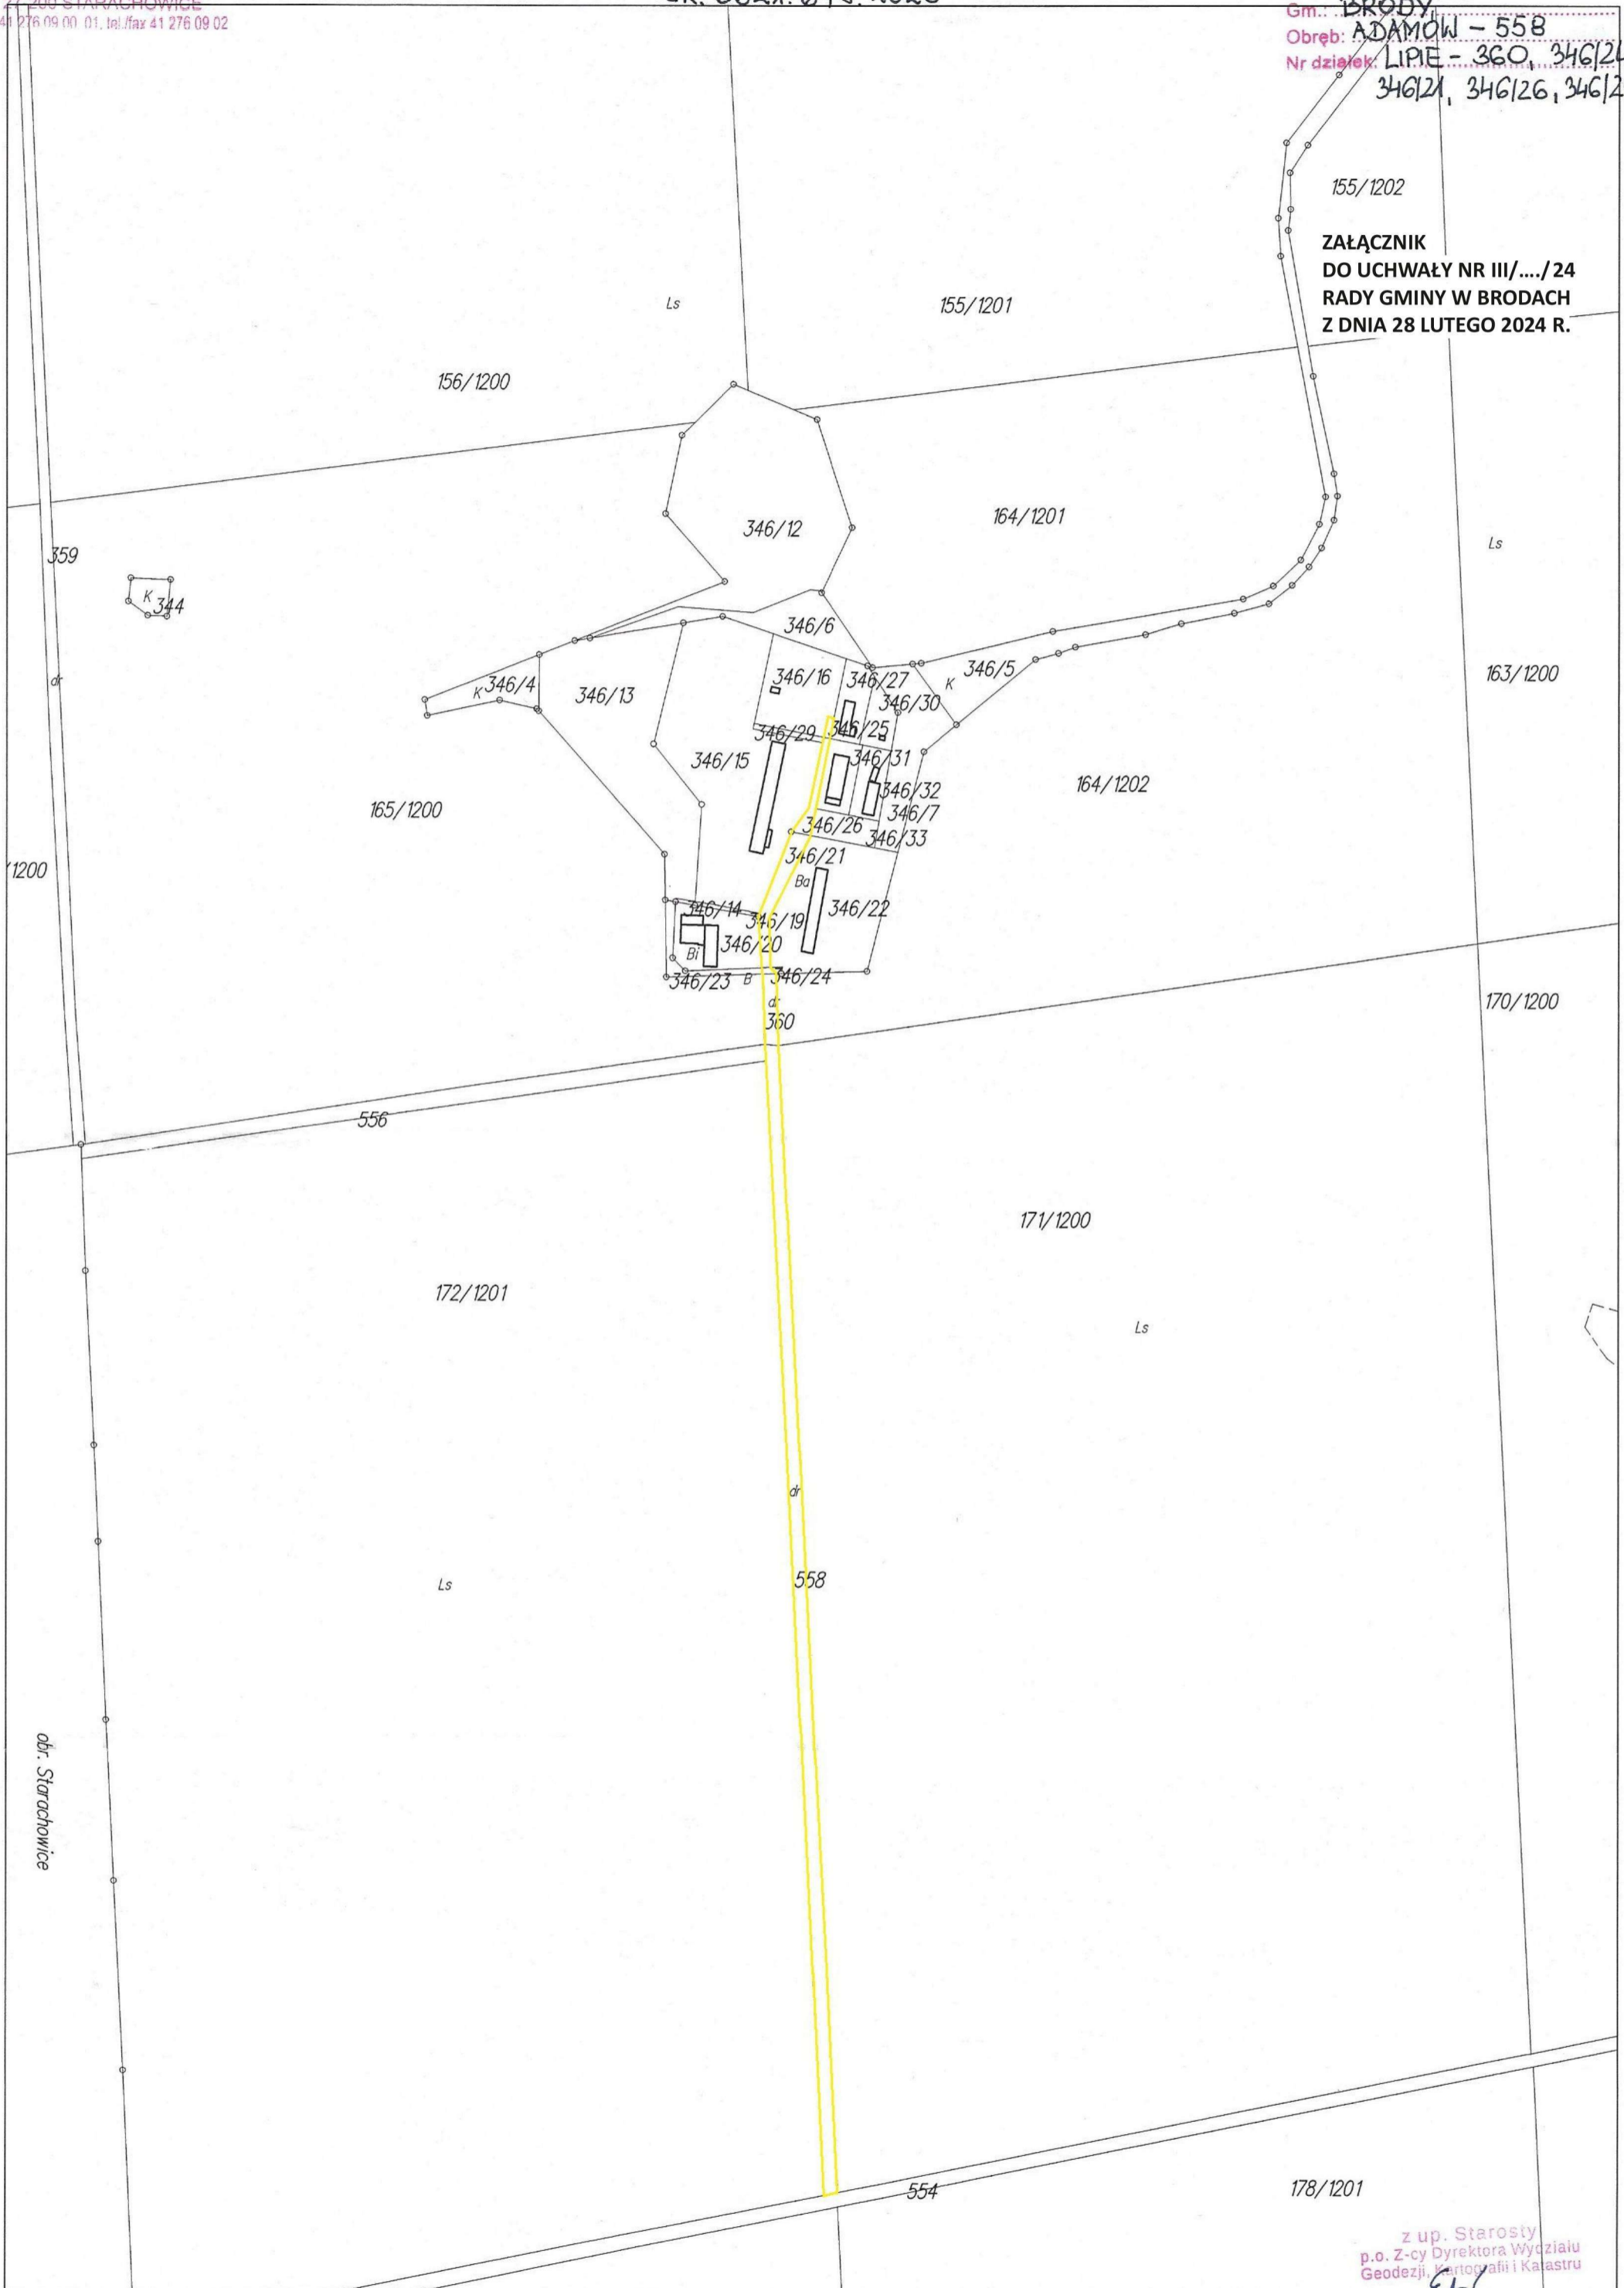 27-200 STARACHOWICE
41 276 09 00 01, tel./fax 41 276 09 02
Gm.: BRODY
Obręb: ADAMÓW - 558
Nr działek: LIPIE - 360, 346/24
346/21, 346/26, 346/2
155/1202
ZAŁĄCZNIK
DO UCHWAŁY NR III/..../24
RADY GMINY W BRODACH
Z DNIA 28 LUTEGO 2024 R.
Ls
155/1201
156/1200
346/12
164/1201
Ls
359
K 344
346/6
dr
K 346/4
346/13
346/16
346/27
K
346/5
163/1200
346/30
346/29
346/25
346/15
346/31
164/1202
346/32
165/1200
346/7
346/26
346/33
346/21
/1200
Ba
346/14
346/19
346/22
Bi
346/20
346/23
B
346/24
dr
360
170/1200
556
171/1200
172/1201
Ls
dr
Ls
558
obr. Starachowice
554
178/1201
z up. Starosty
p.o. Z-cy Dyrektora Wydziału
Geodezji, Kartografii i Katastru